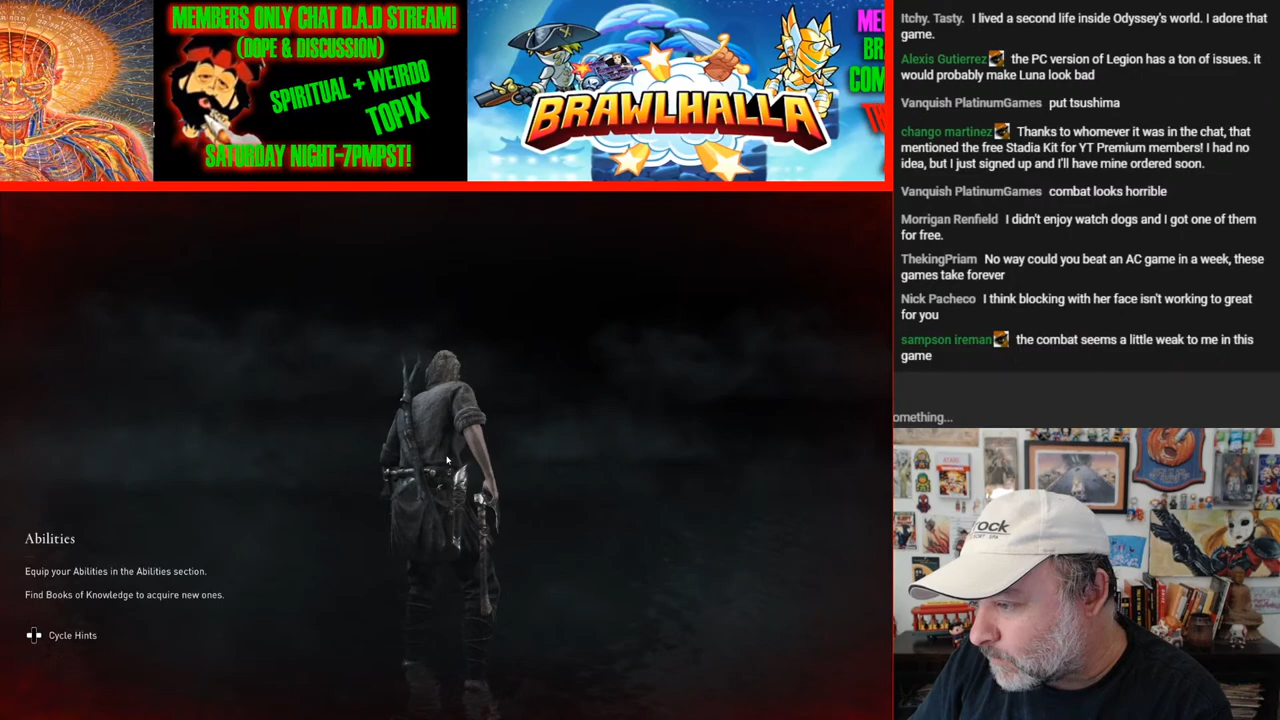 MEMBERS ONLY CHAT D.A.D STREAM!
(DOPE & DISCUSSION)
SPIRITUAL + WEIRDO
TOPIX
SATURDAY NIGHT-7PMPST!
BRAWLHALLA
Itchy. Tasty. I lived a second life inside Odyssey's world. I adore that
game.
Alexis Gutierrez the PC version of Legion has a ton of issues. it
would probably make Luna look bad
Vanquish PlatinumGames put tsushima
chango martinez Thanks to whomever it was in the chat, that
mentioned the free Stadia Kit for YT Premium members! I had no
idea, but I just signed up and I'll have mine ordered soon.
Vanquish PlatinumGames combat looks horrible
Morrigan Renfield I didn't enjoy watch dogs and I got one of them
for free.
ThekingPriam No way could you beat an AC game in a week, these
games take forever
Nick Pacheco I think blocking with her face isn't working to great
for you
sampson ireman the combat seems a little weak to me in this
game
omething...
Abilities
Equip your Abilities in the Abilities section.
Find Books of Knowledge to acquire new ones.
Cycle Hints